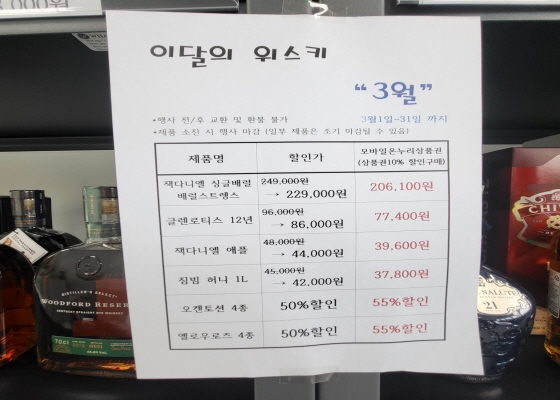 이달의 위스키
“3월”
•행사 전/후 교환 및 환불 불가 3월1일~31일 까지
•제품 소진 시 행사 마감 (일부 제품은 조기 마감될 수 있음)
제품명 할인가 모바일온누리상품권
(상품권10% 할인구매)
잭다니엘 싱글배럴 배럴스트렝스 249,000원 → 229,000원 206,100원
글렌로티스 12년 96,000원 → 86,000원 77,400원
잭다니엘 애플 48,000원 → 44,000원 39,600원
짐빔 허니 1L 45,000원 → 42,000원 37,800원
오켄토션 4종 50%할인 55%할인
옐로우로즈 4종 50%할인 55%할인
DISTILLER'S SELECT
WOODFORD RESERVE
KENTUCKY STRAIGHT RYE WHISKEY
70cl
SALUTE
21
CHI